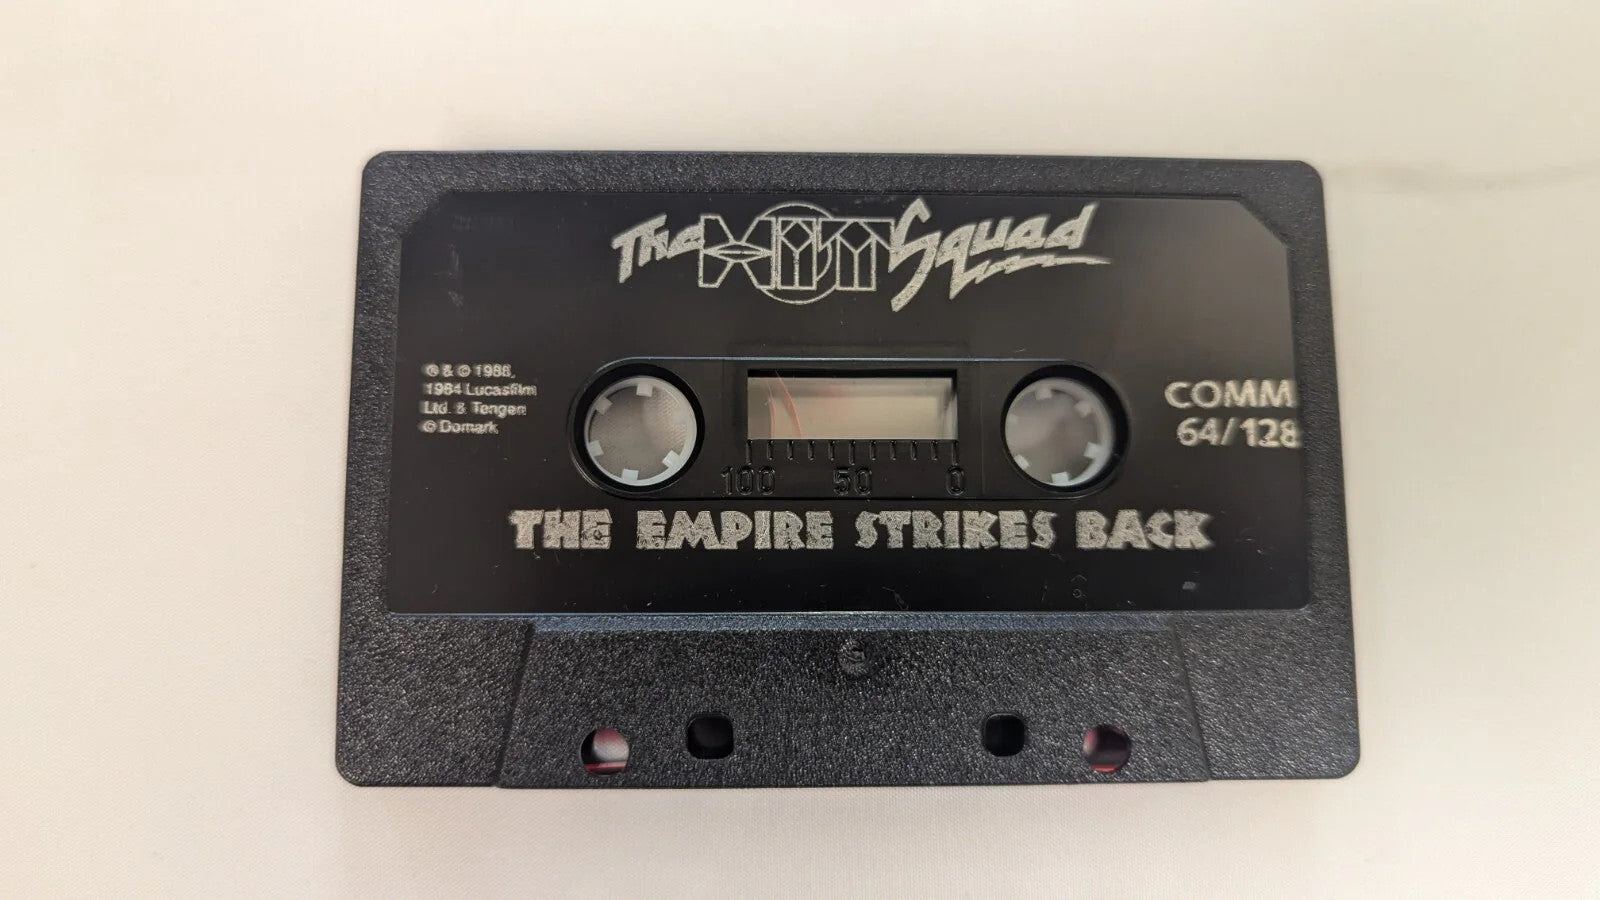 The HIT Squad
® & © 1988,
1984 Lucasfilm
Ltd. & Tengen
© Domark
COMM
64/128
100 50 0
THE EMPIRE STRIKES BACK